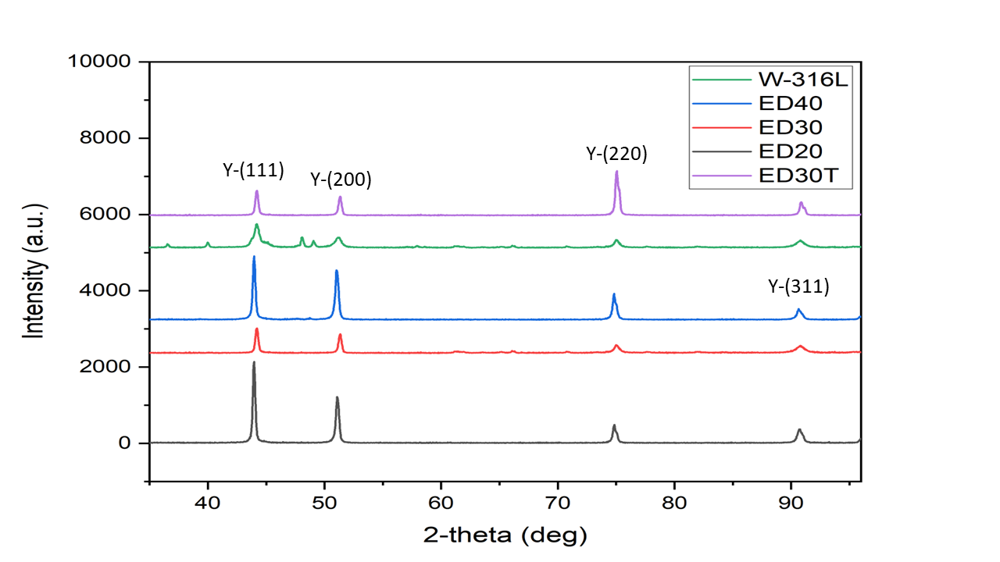 10000
8000
6000
4000
2000
0
Intensity (a.u.)
W-316L
ED40
ED30
ED20
ED30T
Y-(111)
Y-(200)
Y-(220)
Y-(311)
40 50 60 70 80 90
2-theta (deg)